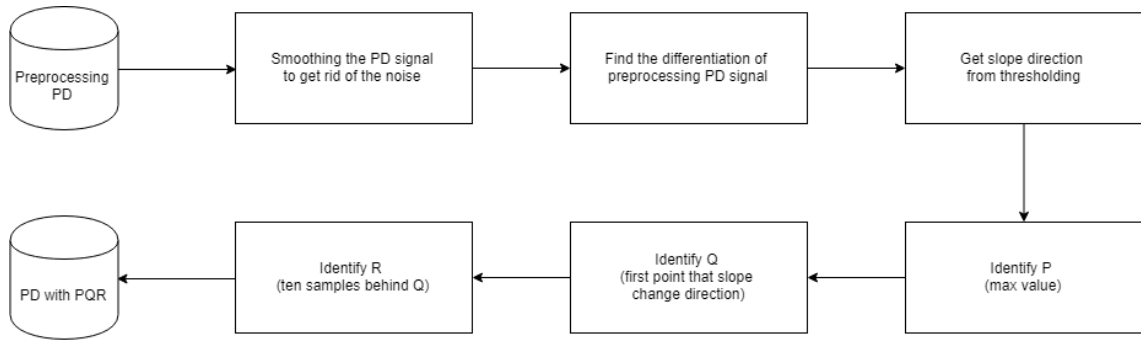 Preprocessing
PD
Smoothing the PD signal
to get rid of the noise
Find the differentiation of
preprocessing PD signal
Get slope direction
from thresholding
Identify P
(max value)
Identify Q
(first point that slope
change direction)
Identify R
(ten samples behind Q)
PD with PQR